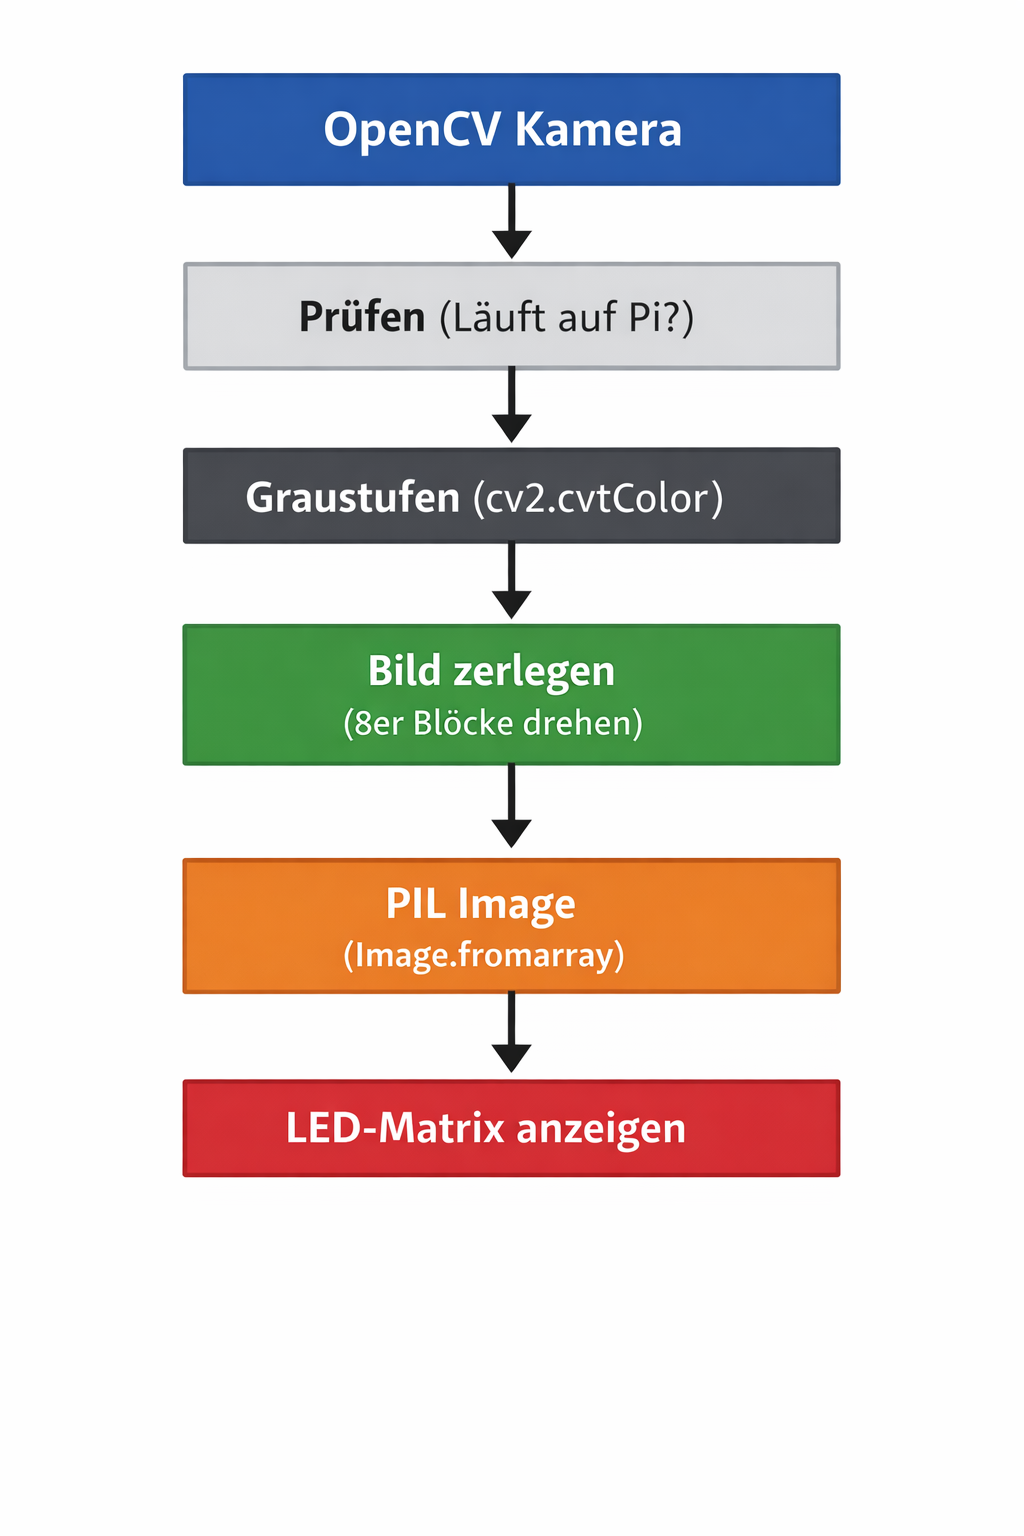 OpenCV Kamera
Prüfen (Läuft auf Pi?)
Graustufen (cv2.cvtColor)
Bild zerlegen
(8er Blöcke drehen)
PIL Image
(Image.fromarray)
LED-Matrix anzeigen